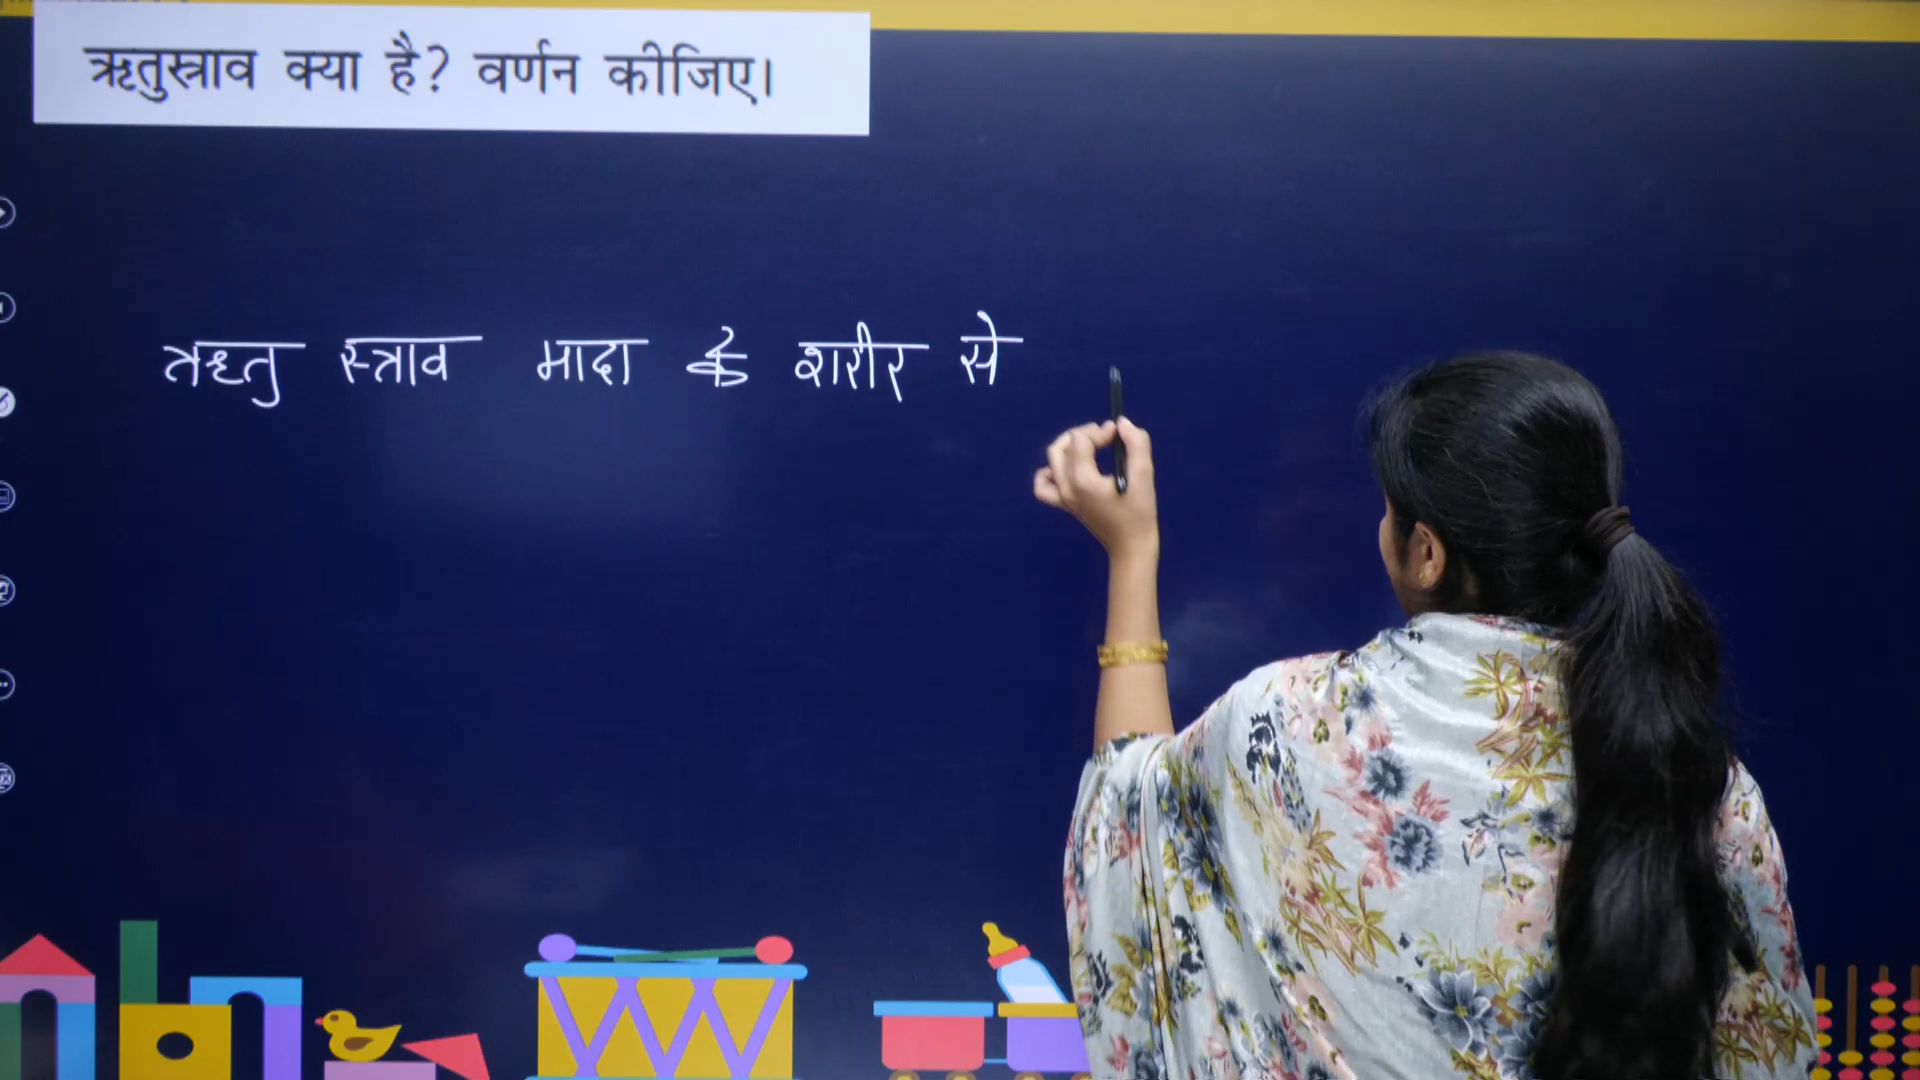 ऋतुस्राव क्या है? वर्णन कीजिए।
ऋतु स्त्राव मादा के शरीर से